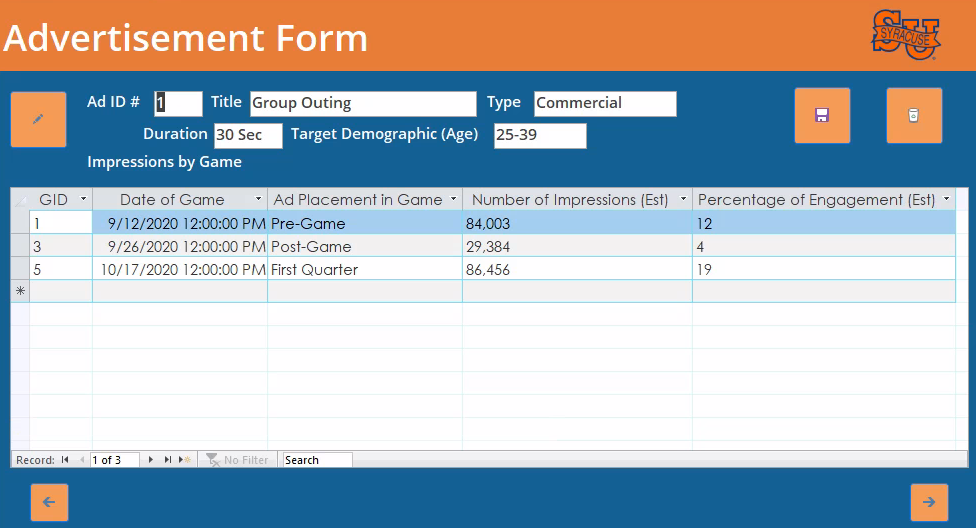 Advertisement Form
SU
SYRACUSE
Ad ID # 1 Title Group Outing Type Commercial
Duration 30 Sec Target Demographic (Age) 25-39
Impressions by Game
GID Date of Game Ad Placement in Game Number of Impressions (Est) Percentage of Engagement (Est)
1 9/12/2020 12:00:00 PM Pre-Game 84,003 12
3 9/26/2020 12:00:00 PM Post-Game 29,384 4
5 10/17/2020 12:00:00 PM First Quarter 86,456 19
Record: 1 of 3 No Filter Search